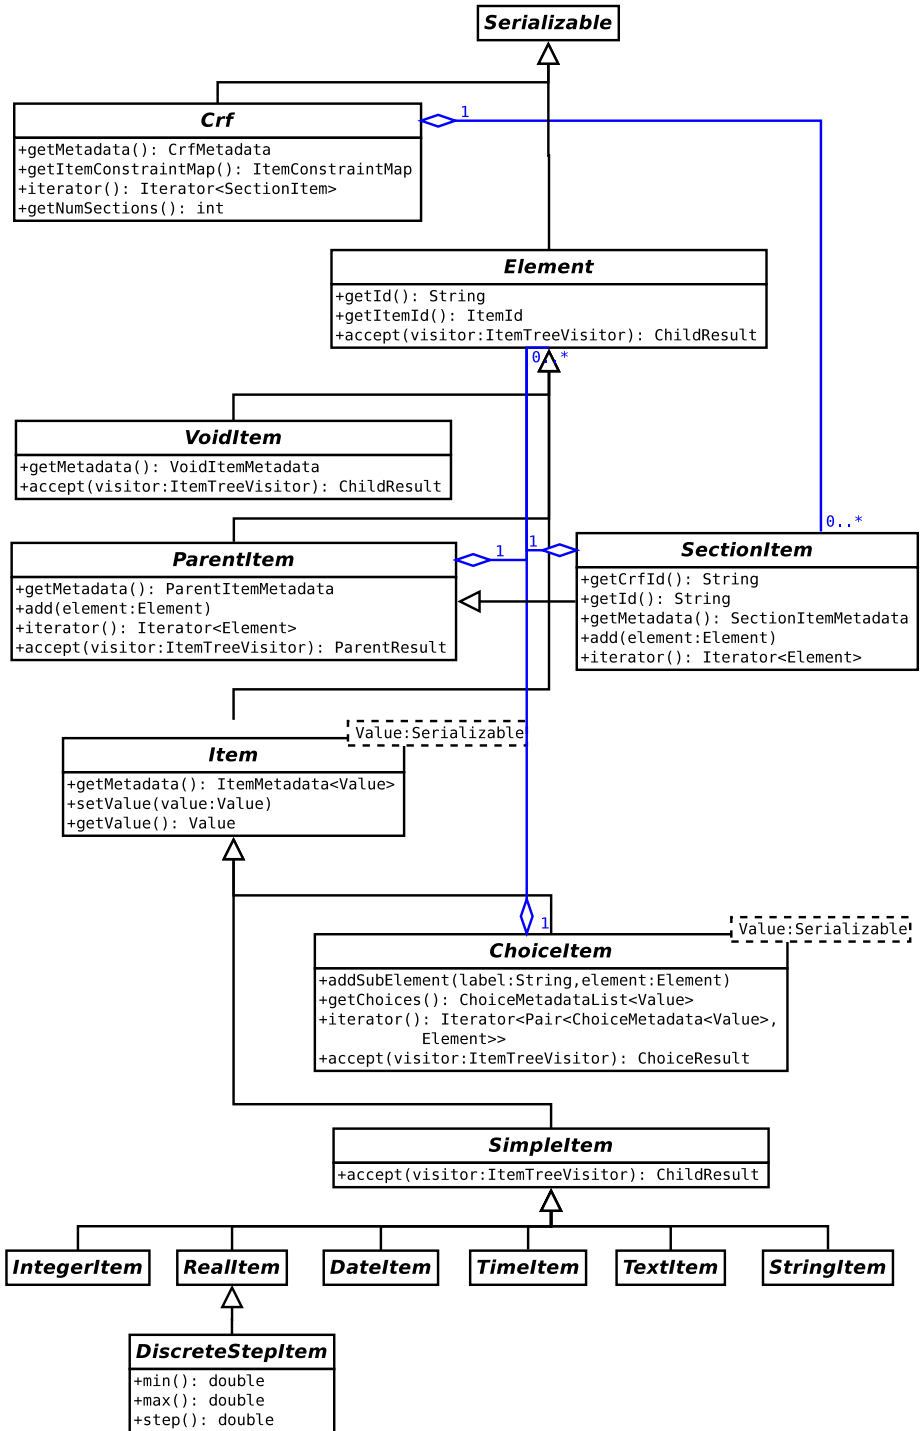 Serializable
1
Crf
+getMetadata(): CrfMetadata
+getItemConstraintMap(): ItemConstraintMap
+iterator(): Iterator<SectionItem>
+getNumSections(): int
Element
+getId(): String
+getItemId(): ItemId
+accept(visitor:ItemTreeVisitor): ChildResult
0..*
VoidItem
+getMetadata(): VoidItemMetadata
+accept(visitor:ItemTreeVisitor): ChildResult
0..*
ParentItem
+getMetadata(): ParentItemMetadata
+add(element:Element)
+iterator(): Iterator<Element>
+accept(visitor:ItemTreeVisitor): ParentResult
1
1
SectionItem
+getCrfId(): String
+getId(): String
+getMetadata(): SectionItemMetadata
+add(element:Element)
+iterator(): Iterator<Element>
Value:Serializable
Item
+getMetadata(): ItemMetadata<Value>
+setValue(value:Value)
+getValue(): Value
1
Value:Serializable
ChoiceItem
+addSubElement(label:String,element:Element)
+getChoices(): ChoiceMetadataList<Value>
+iterator(): Iterator<Pair<ChoiceMetadata<Value>,
Element>>
+accept(visitor:ItemTreeVisitor): ChoiceResult
SimpleItem
+accept(visitor:ItemTreeVisitor): ChildResult
IntegerItem
RealItem
DateItem
TimeItem
TextItem
StringItem
DiscreteStepItem
+min(): double
+max(): double
+step(): double